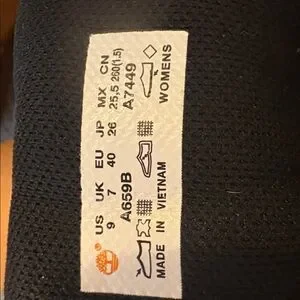 US UK EU JP MX CN
9 7 40 26 25,5 260(1.5)
A659B A7449
MADE IN VIETNAM WOMENS